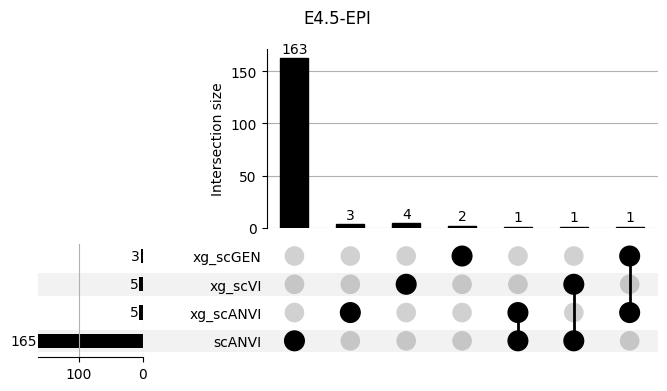 E4.5-EPI
Intersection size
150
100
50
0
163
3
4
2
1
1
1
3
xg_scGEN
5
xg_scVI
5
xg_scANVI
165
scANVI
100
0